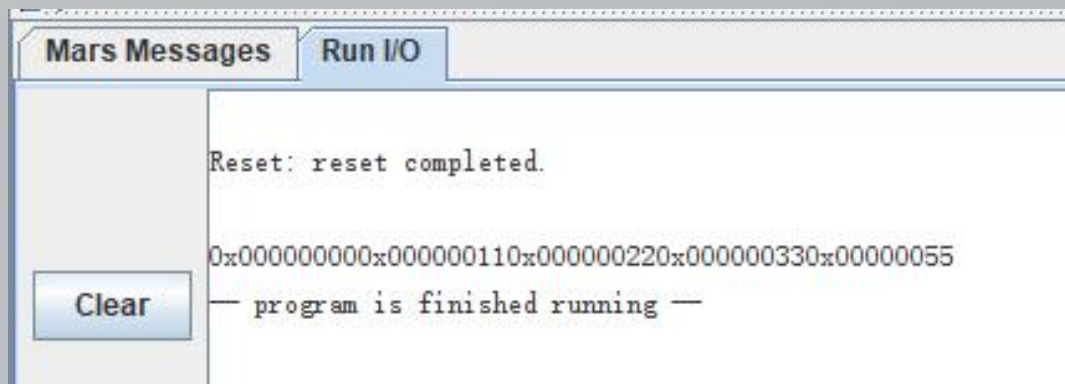 Mars Messages Run I/O
Reset: reset completed.
0x000000000x000000110x000000220x000000330x00000055
Clear
— program is finished running —